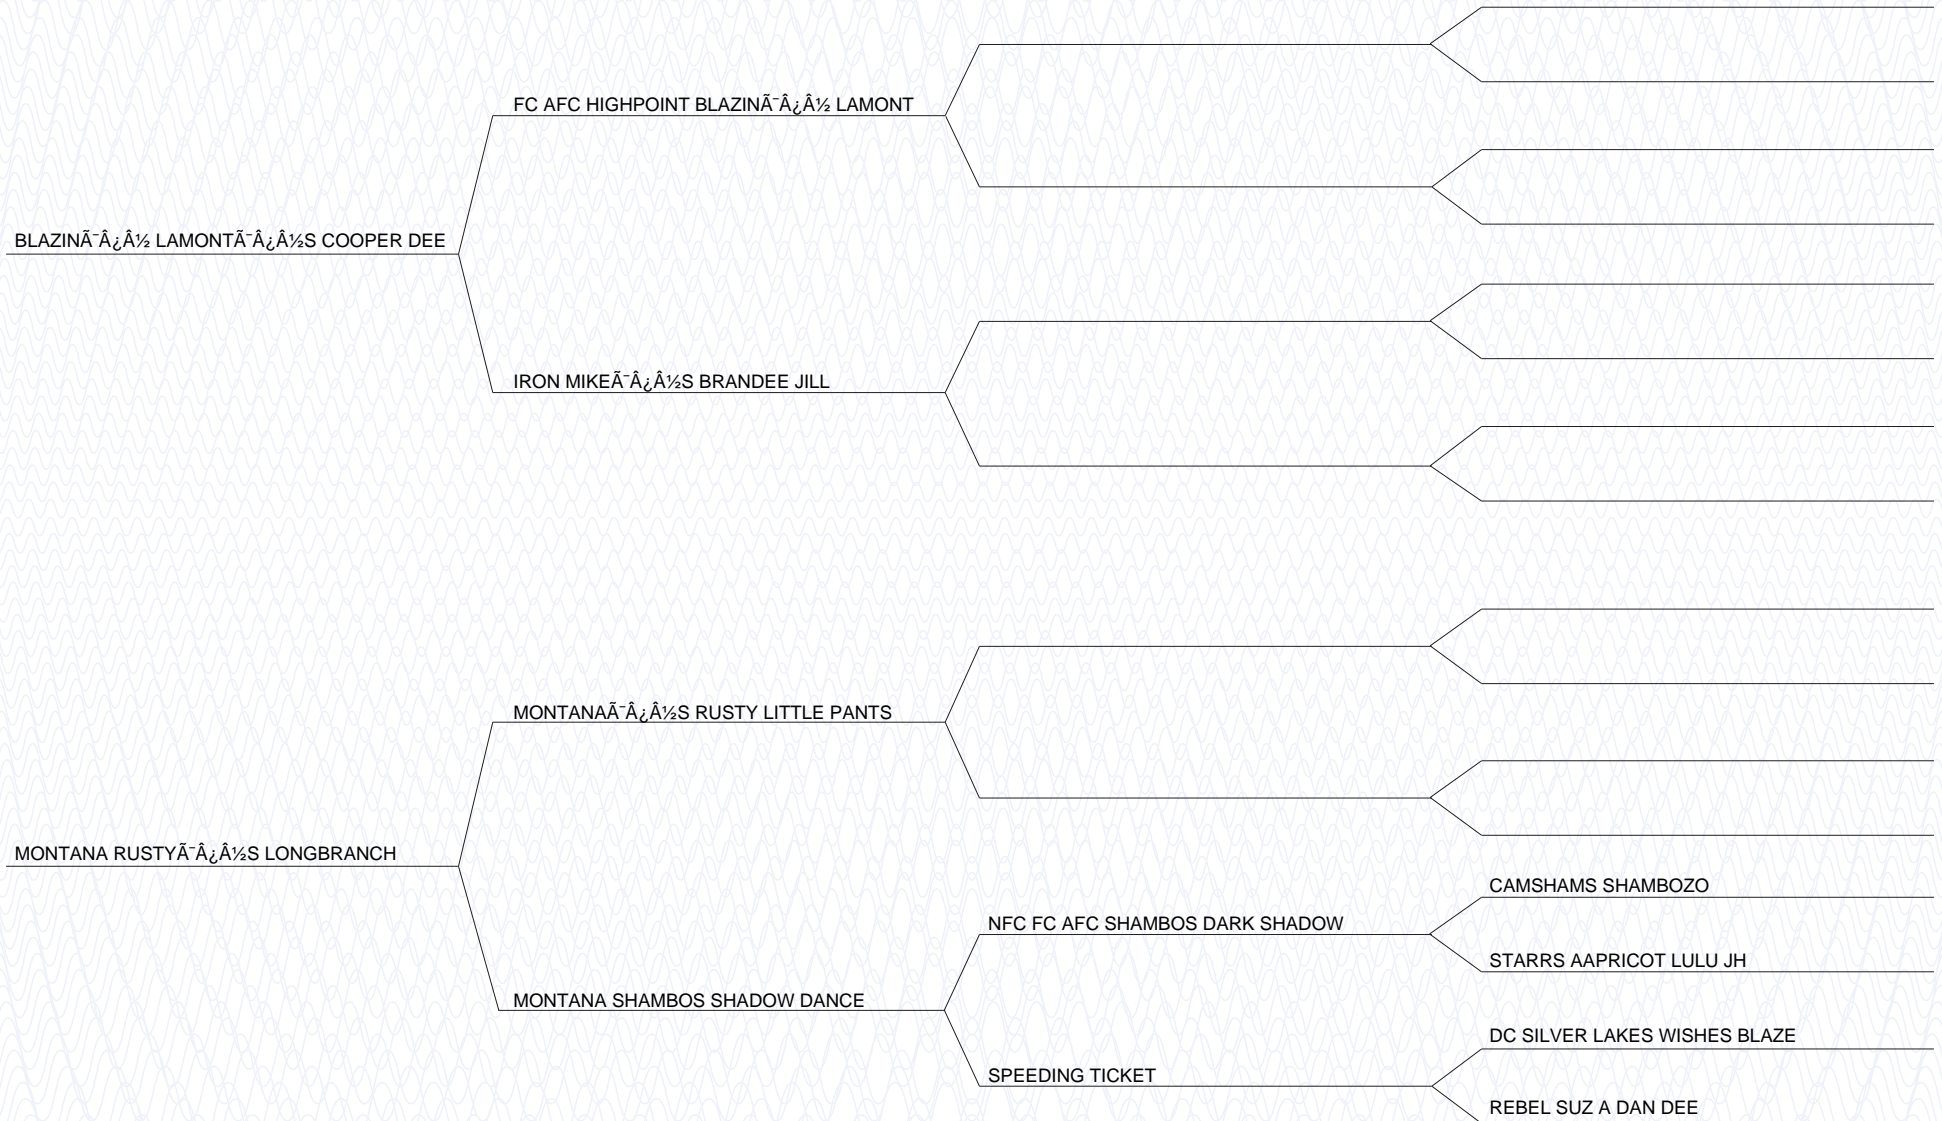 FC AFC HIGHPOINT BLAZINÃ¯Â¿Â½ LAMONT
BLAZINÃ¯Â¿Â½ LAMONTÃ¯Â¿Â½S COOPER DEE
IRON MIKEÃ¯Â¿Â½S BRANDEE JILL
MONTANAÃ¯Â¿Â½S RUSTY LITTLE PANTS
MONTANA RUSTYÃ¯Â¿Â½S LONGBRANCH
CAMSHAMS SHAMBOZO
NFC FC AFC SHAMBOS DARK SHADOW
STARRS AAPRICOT LULU JH
MONTANA SHAMBOS SHADOW DANCE
DC SILVER LAKES WISHES BLAZE
SPEEDING TICKET
REBEL SUZ A DAN DEE